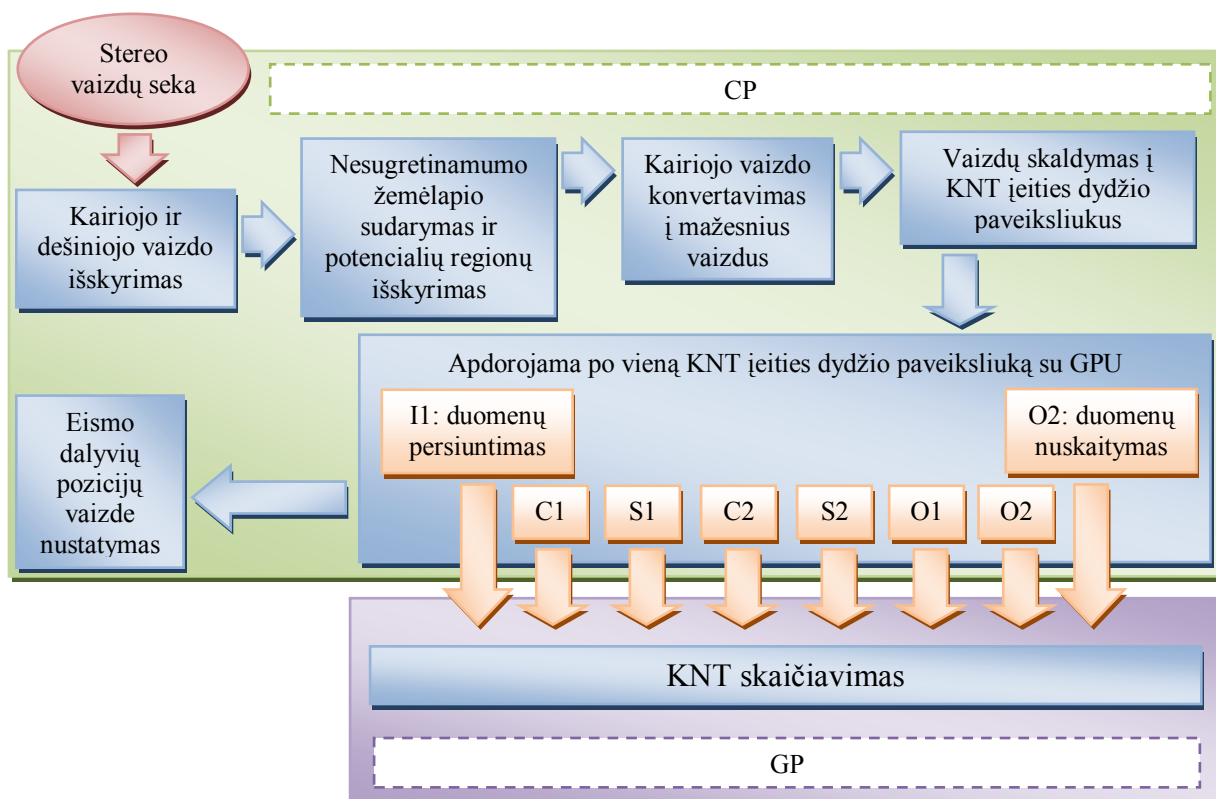 Stereo
vaizdų seka
CP
Kairiojo ir
dešiniojo vaizdo
išskyrimas
Nesugretinamumo
žemėlapio
sudarymas ir
potencialių regionų
išskyrimas
Kairiojo vaizdo
konvertavimas
į mažesnius
vaizdus
Vaizdų skaldymas į
KNT įeities dydžio
paveiksliukus
Apdorojama po vieną KNT įeities dydžio paveiksliuką su GPU
I1: duomenų
persiuntimas
C1
S1
C2
S2
O1
O2
O2: duomenų
nuskaitymas
Eismo
dalyvių
pozicijų
vaizde
nustatymas
KNT skaičiavimas
GP